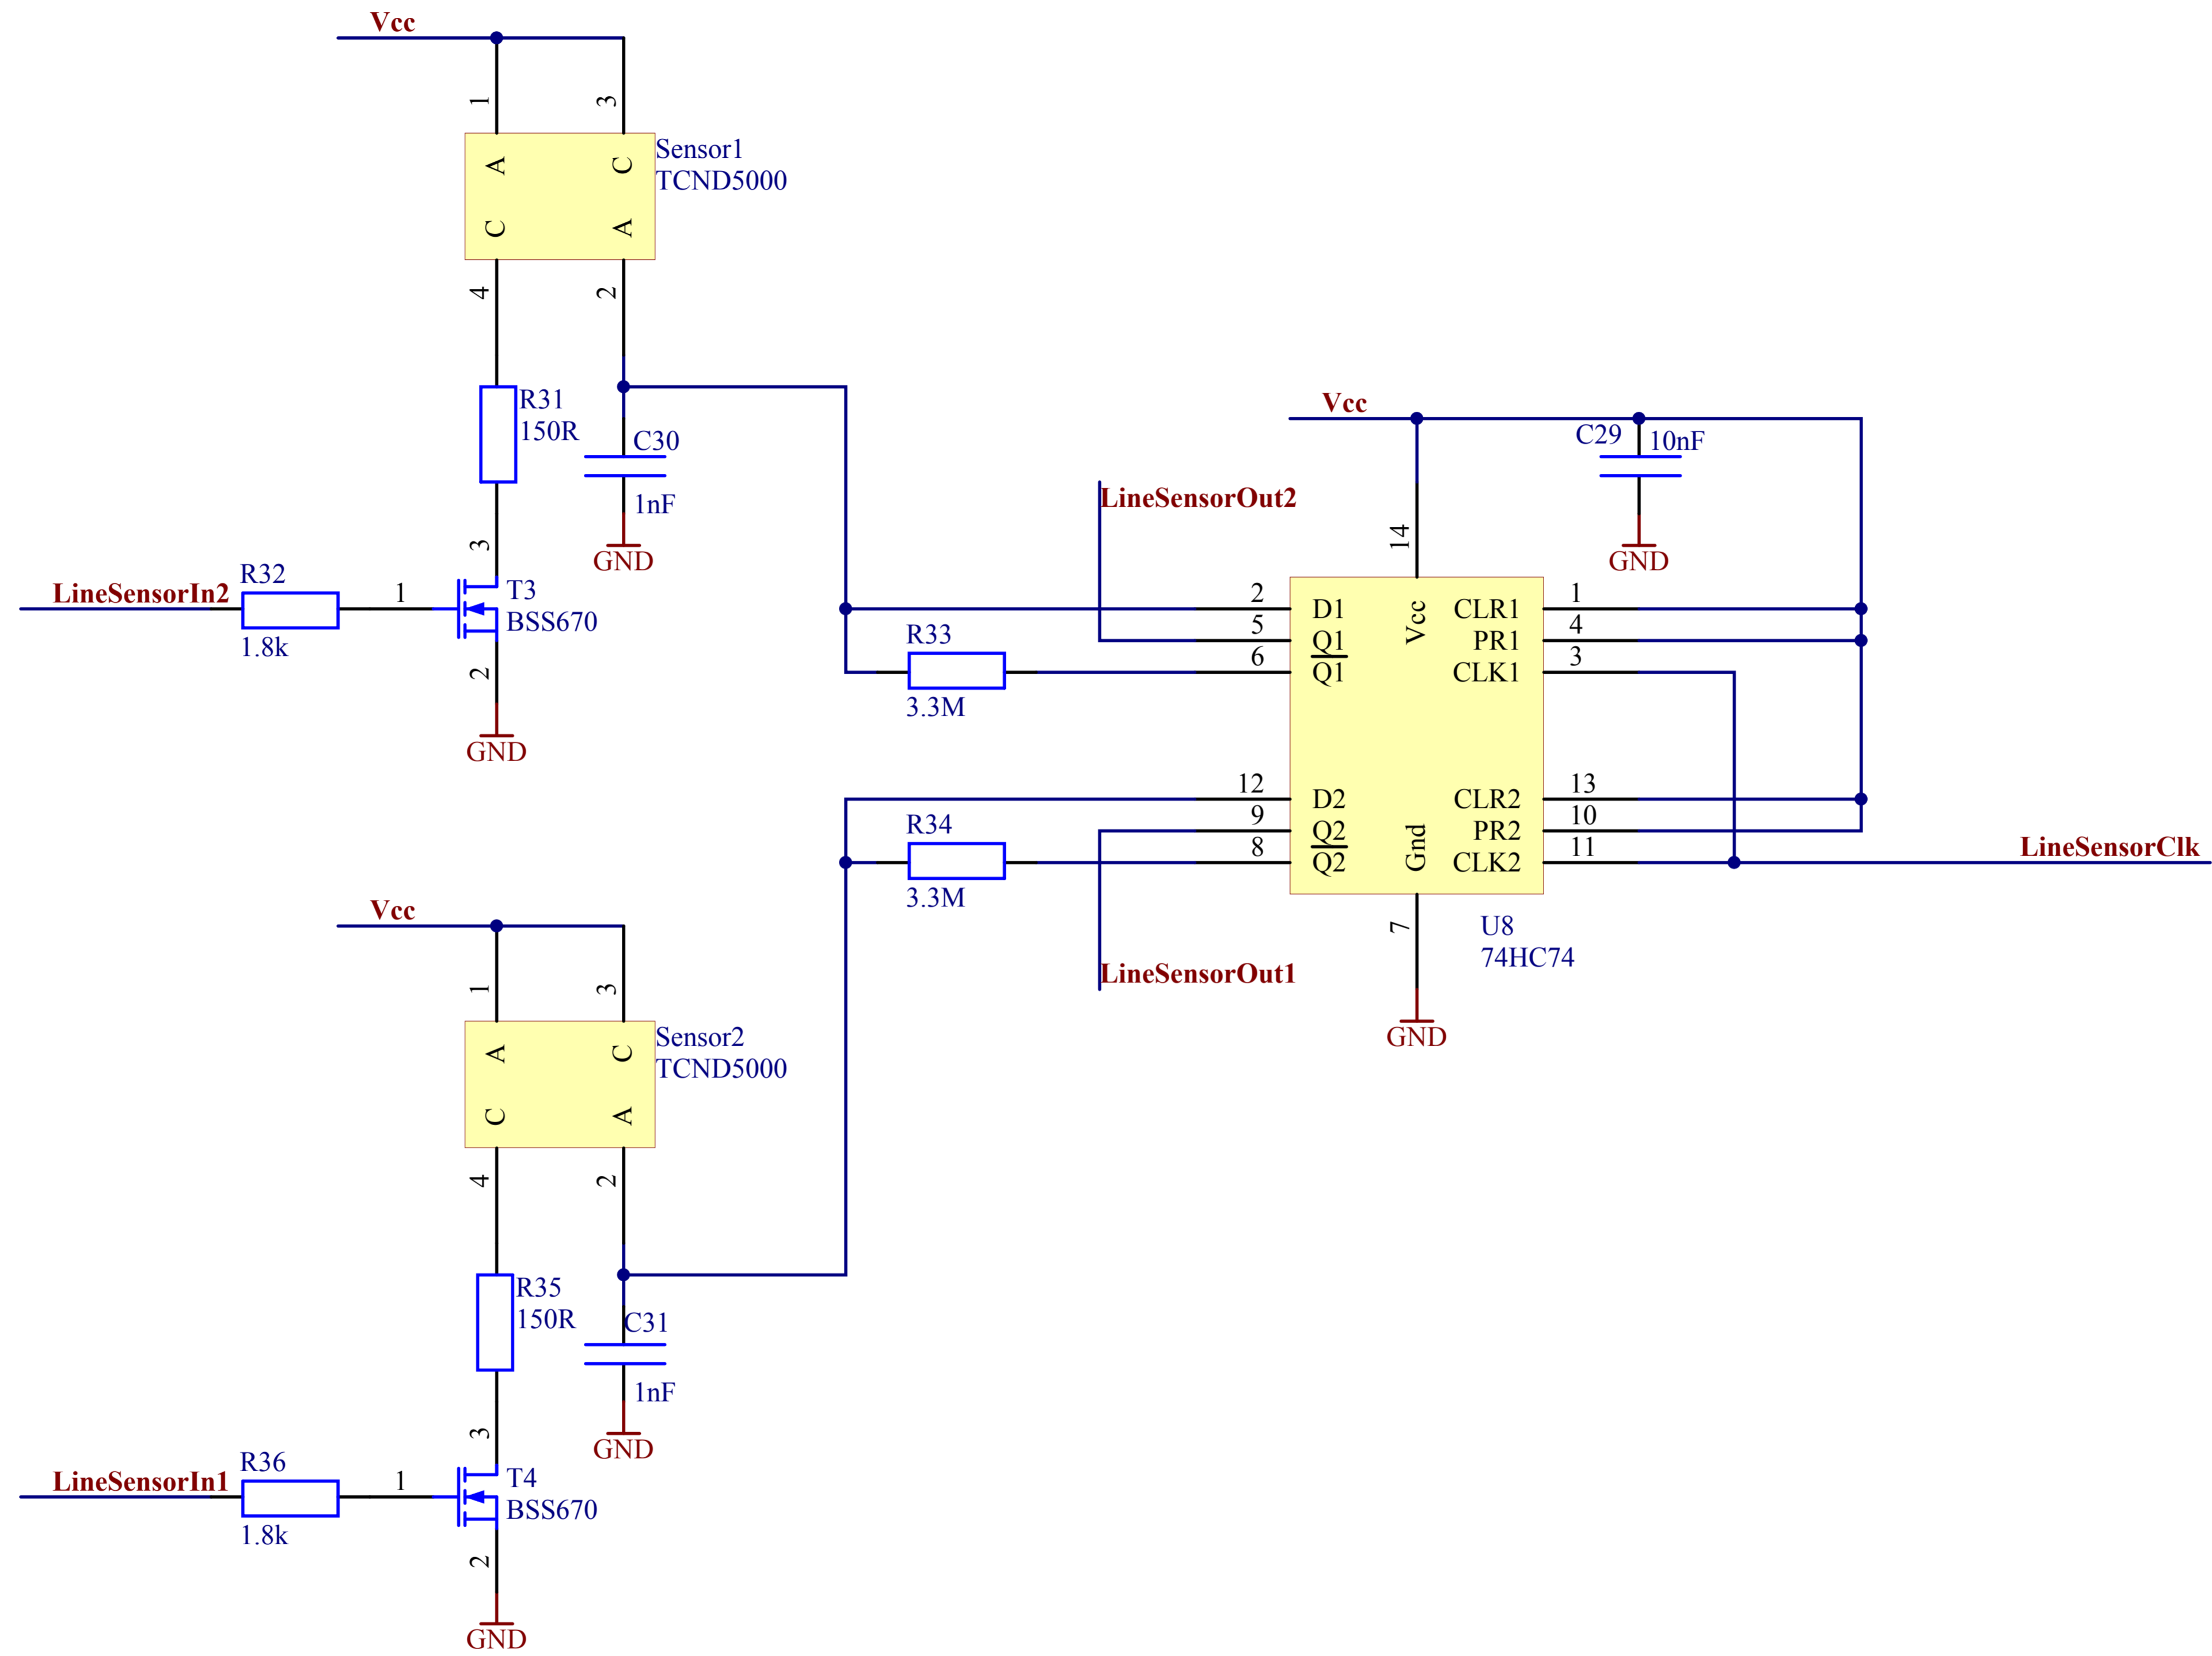 Vcc
1
3
A
C
C
A
Sensor1
TCND5000
4
2
R31
150R
C30
1nF
GND
3
LineSensorIn2
R32
1.8k
1
T3
BSS670
2
GND
Vcc
C29
10nF
GND
LineSensorOut2
14
2
5
6
D1
Q1
Q1
Vcc
CLR1
PR1
CLK1
1
4
3
R33
3.3M
12
9
8
D2
Q2
Q2
Gnd
CLR2
PR2
CLK2
13
10
11
LineSensorClk
R34
3.3M
LineSensorOut1
7
GND
U8
74HC74
Vcc
1
3
A
C
C
A
Sensor2
TCND5000
4
2
R35
150R
C31
1nF
GND
3
LineSensorIn1
R36
1.8k
1
T4
BSS670
2
GND